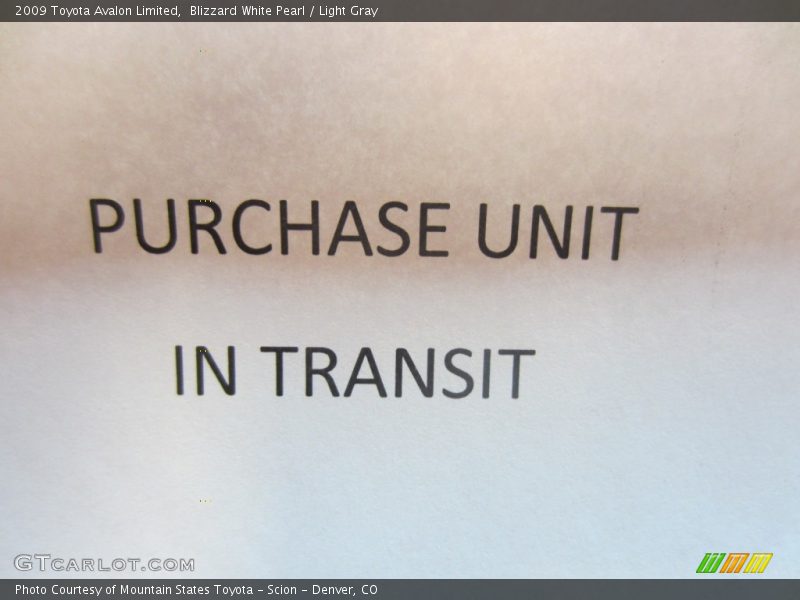 2009 Toyota Avalon Limited,  Blizzard White Pearl / Light Gray
PURCHASE UNIT
IN TRANSIT
GTCARLOT.COM
Photo Courtesy of Mountain States Toyota - Scion - Denver, CO